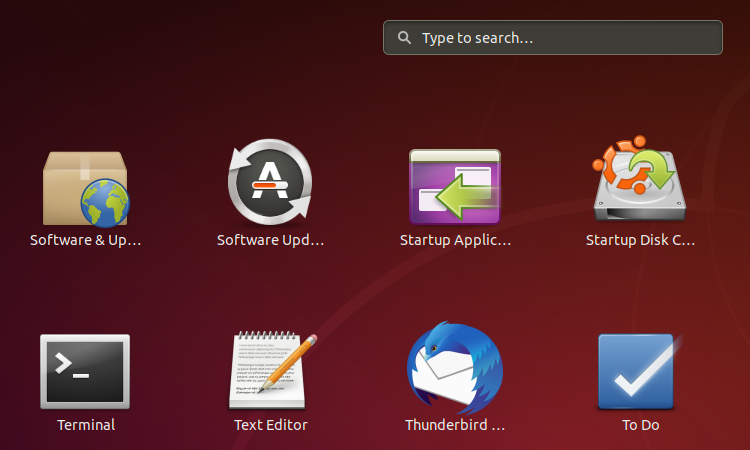 Type to search...
Software & Up...
Software Upd...
Startup Applic...
Startup Disk C...
Terminal
Text Editor
Thunderbird ...
To Do